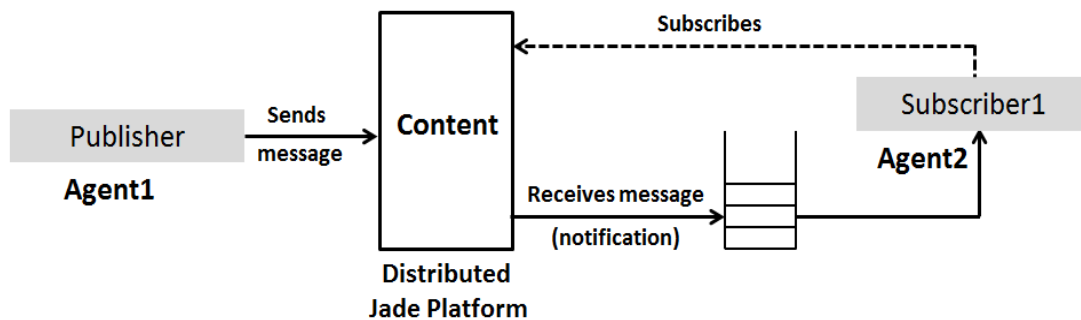 Subscribes
Publisher
Agent1
Sends
message
Content
Distributed
Jade Platform
Receives message
(notification)
Subscriber1
Agent2